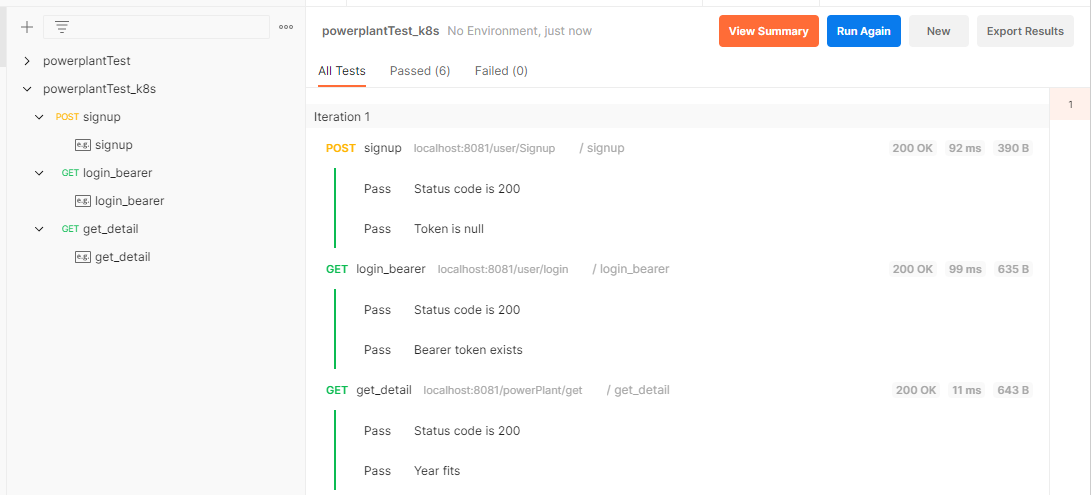 powerplantTest
powerplantTest_k8s
POST signup
e.g. signup
GET login_bearer
e.g. login_bearer
GET get_detail
e.g. get_detail
powerplantTest_k8s No Environment, just now View Summary Run Again New Export Results
All Tests Passed (6) Failed (0)
Iteration 1
1
POST signup localhost:8081/user/Signup / signup 200 OK 92 ms 390 B
Pass Status code is 200
Pass Token is null
GET login_bearer localhost:8081/user/login / login_bearer 200 OK 99 ms 635 B
Pass Status code is 200
Pass Bearer token exists
GET get_detail localhost:8081/powerPlant/get / get_detail 200 OK 11 ms 643 B
Pass Status code is 200
Pass Year fits